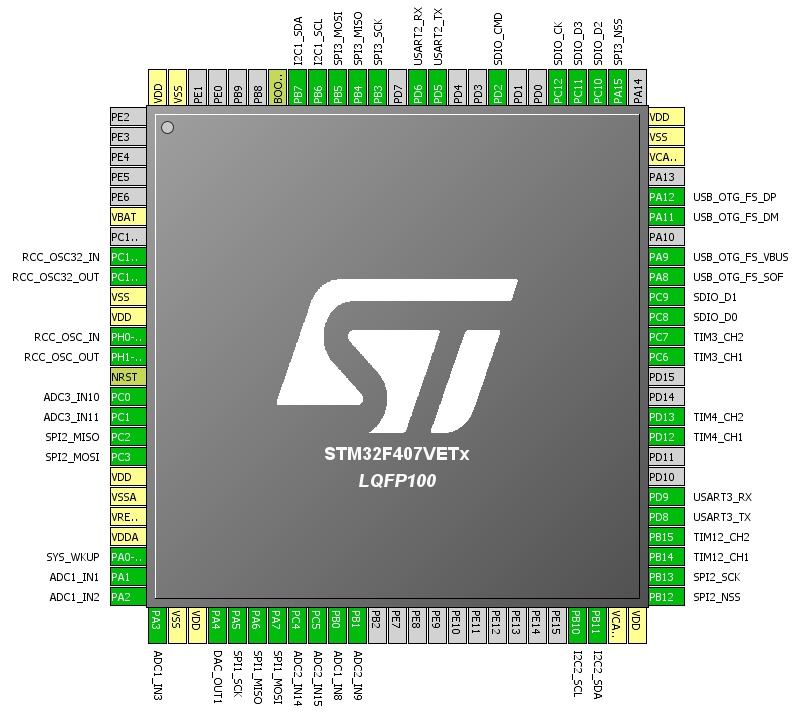 I2C1_SDA
I2C1_SCL
SPI3_MOSI
SPI3_MISO
SPI3_SCK
USART2_RX
USART2_TX
SDIO_CMD
SDIO_CK
SDIO_D3
SDIO_D2
SPI3_NSS
VDD
VSS
PE1
PE0
PB9
PB8
BOO..
PB7
PB6
PB5
PB4
PB3
PD7
PD6
PD5
PD4
PD3
PD2
PD1
PD0
PC12
PC11
PC10
PA15
PA14
PE2
PE3
PE4
PE5
PE6
VBAT
PC1..
RCC_OSC32_IN PC1..
RCC_OSC32_OUT PC1..
VSS
VDD
RCC_OSC_IN PH0-..
RCC_OSC_OUT PH1-..
NRST
ADC3_IN10 PC0
ADC3_IN11 PC1
SPI2_MISO PC2
SPI2_MOSI PC3
VDD
VSSA
VRE..
VDDA
SYS_WKUP PA0-..
ADC1_IN1 PA1
ADC1_IN2 PA2
ST
STM32F407VETx
LQFP100
VDD
VSS
VCA..
PA13
PA12 USB_OTG_FS_DP
PA11 USB_OTG_FS_DM
PA10
PA9 USB_OTG_FS_VBUS
PA8 USB_OTG_FS_SOF
PC9 SDIO_D1
PC8 SDIO_D0
PC7 TIM3_CH2
PC6 TIM3_CH1
PD15
PD14
PD13 TIM4_CH2
PD12 TIM4_CH1
PD11
PD10
PD9 USART3_RX
PD8 USART3_TX
PB15 TIM12_CH2
PB14 TIM12_CH1
PB13 SPI2_SCK
PB12 SPI2_NSS
PA3
VSS
VDD
PA4
PA5
PA6
PA7
PC4
PC5
PB0
PB1
PB2
PE7
PE8
PE9
PE10
PE11
PE12
PE13
PE14
PE15
PB10
PB11
VCA..
VDD
ADC1_IN3
DAC_OUT1
SPI1_SCK
SPI1_MISO
SPI1_MOSI
ADC2_IN14
ADC2_IN15
ADC1_IN8
ADC2_IN9
I2C2_SCL
I2C2_SDA